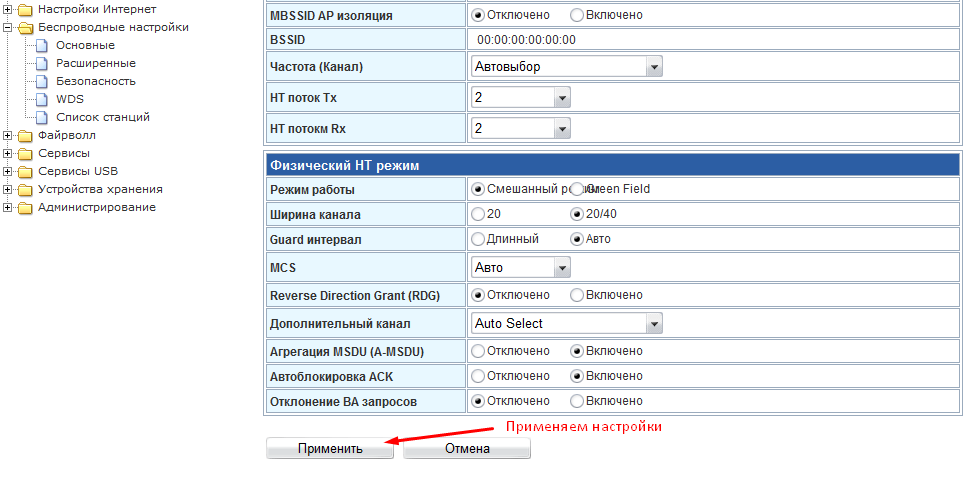 Настройки Интернет
Беспроводные настройки
Основные
Расширенные
Безопасность
WDS
Список станций
Файрволл
Сервисы
Сервисы USB
Устройства хранения
Администрирование
MBSSID AP изоляция Отключено Включено
BSSID 00:00:00:00:00:00
Частота (Канал) Автовыбор
HT поток Tx 2
HT потокм Rx 2
Физический HT режим
Режим работы Смешанный режим Green Field
Ширина канала 20 20/40
Guard интервал Длинный Авто
MCS Авто
Reverse Direction Grant (RDG) Отключено Включено
Дополнительный канал Auto Select
Агрегация MSDU (A-MSDU) Отключено Включено
Автоблокировка ACK Отключено Включено
Отклонение BA запросов Отключено Включено
Применяем настройки
Применить Отмена